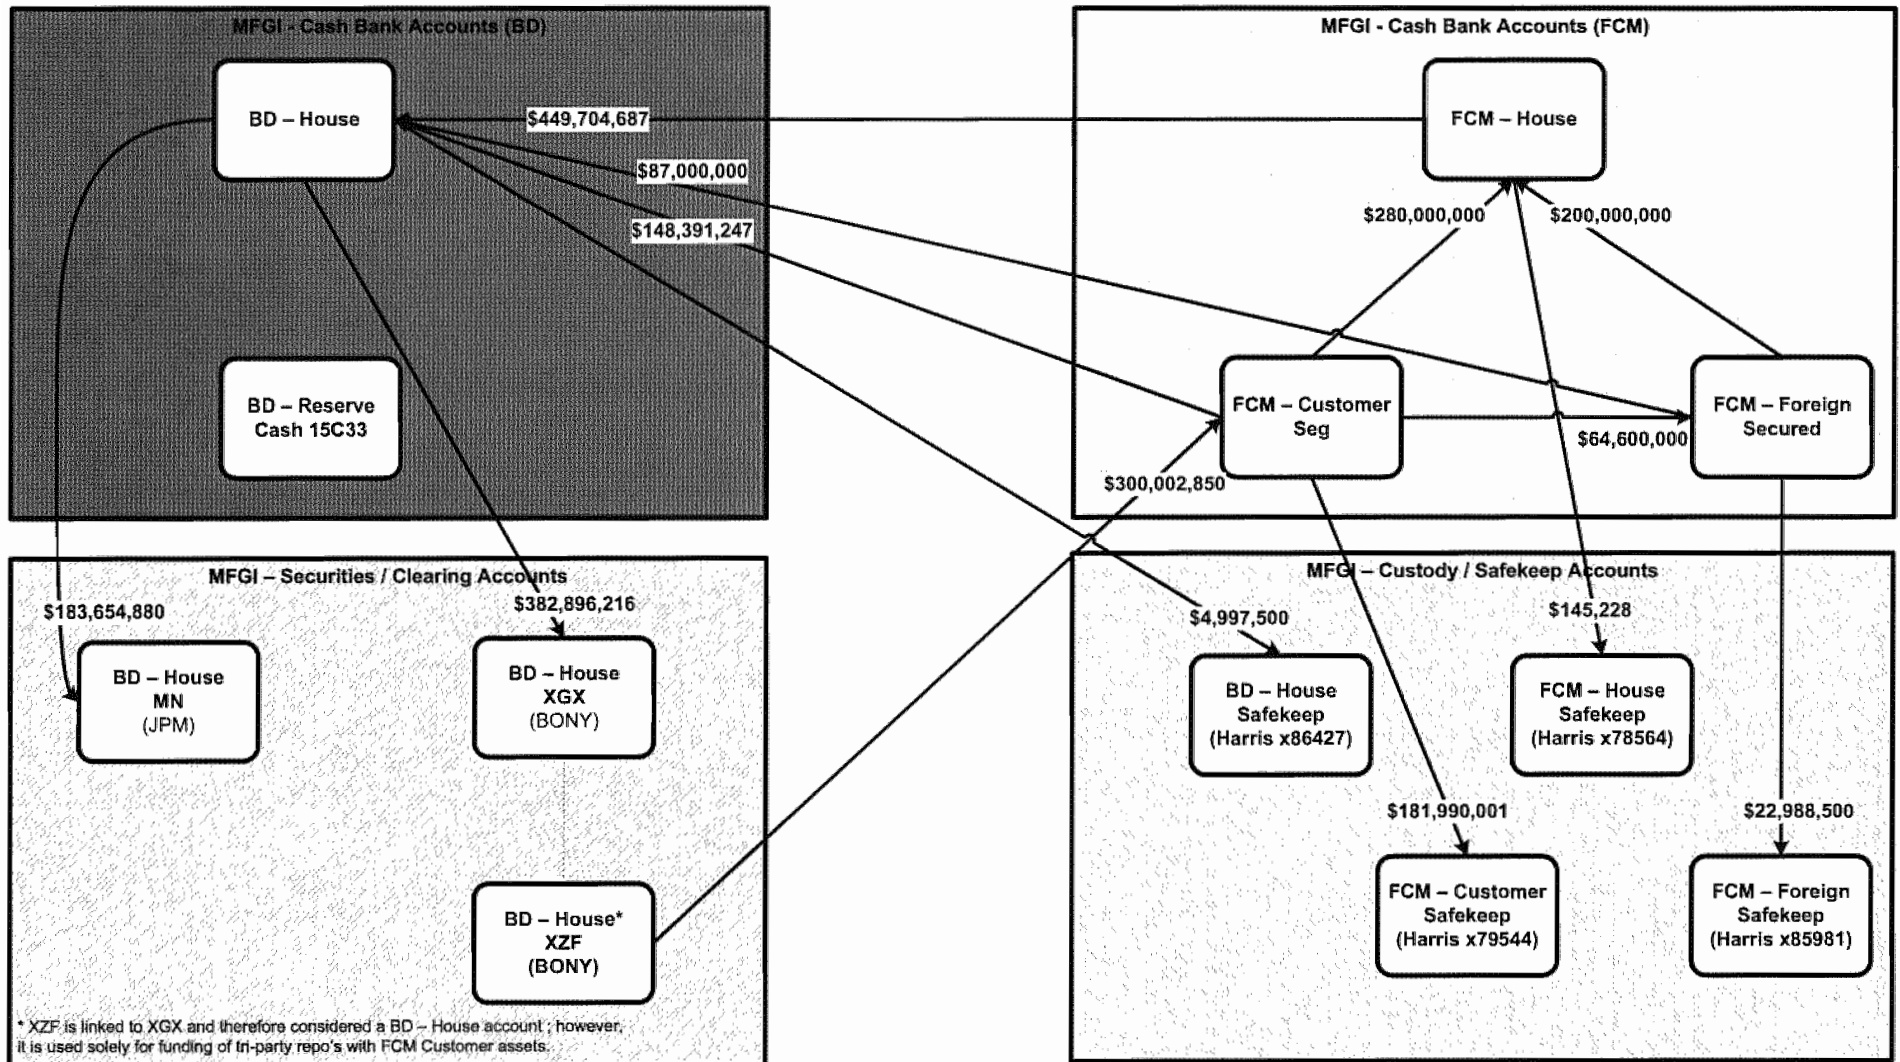 MFGI - Cash Bank Accounts (BD)
BD – House
$449,704,687
$87,000,000
$148,391,247
BD – Reserve
Cash 15C33
MFGI - Cash Bank Accounts (FCM)
FCM – House
$280,000,000
$200,000,000
FCM – Customer
Seg
FCM – Foreign
Secured
$64,600,000
$300,002,850
MFGI – Securities / Clearing Accounts
$183,654,880
$382,896,216
BD – House
MN
(JPM)
BD – House
XGX
(BONY)
BD – House*
XZF
(BONY)
* XZF is linked to XGX and therefore considered a BD – House account ; however,
it is used solely for funding of tri-party repo's with FCM Customer assets.
MFGI – Custody / Safekeep Accounts
$4,997,500
$145,228
BD – House
Safekeep
(Harris x86427)
FCM – House
Safekeep
(Harris x78564)
$181,990,001
$22,988,500
FCM – Customer
Safekeep
(Harris x79544)
FCM – Foreign
Safekeep
(Harris x85981)